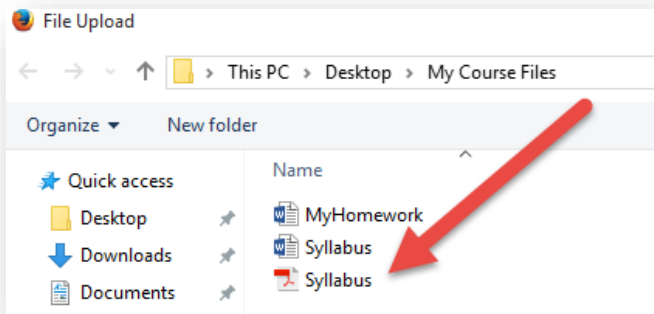 File Upload
This PC > Desktop > My Course Files
Organize New folder
Quick access
Desktop
Downloads
Documents
Name
MyHomework
Syllabus
Syllabus